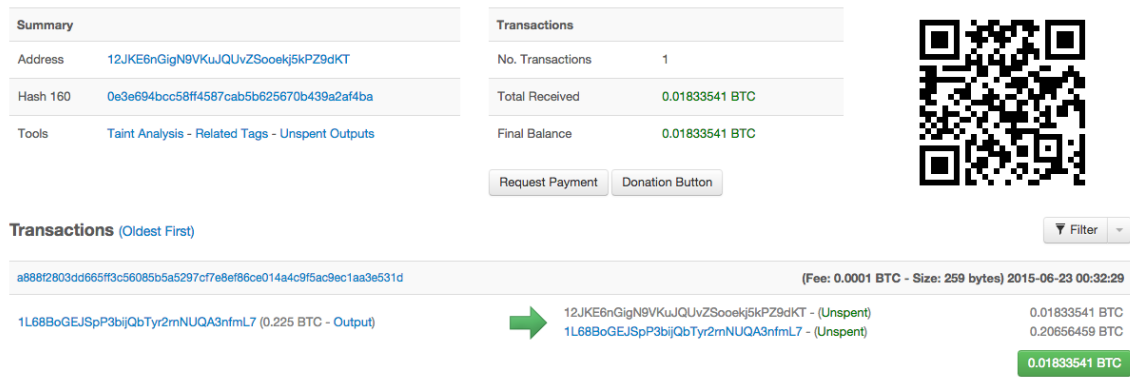 Summary
Address 12JKE6nGigN9VKuJQUvZSooekj5kPZ9dKT
Hash 160 0e3e694bcc58ff4587cab5b625670b439a2af4ba
Tools Taint Analysis - Related Tags - Unspent Outputs
Transactions
No. Transactions 1
Total Received 0.01833541 BTC
Final Balance 0.01833541 BTC
Request Payment Donation Button
Transactions (Oldest First)
Filter
a888f2803dd665ff3c56085b5a5297cf7e8ef86ce014a4c9f5ac9ec1aa3e531d (Fee: 0.0001 BTC - Size: 259 bytes) 2015-06-23 00:32:29
1L68BoGEJSpP3bijQbTyr2rnNUQA3nfmL7 (0.225 BTC - Output)
12JKE6nGigN9VKuJQUvZSooekj5kPZ9dKT - (Unspent) 0.01833541 BTC
1L68BoGEJSpP3bijQbTyr2rnNUQA3nfmL7 - (Unspent) 0.20656459 BTC
0.01833541 BTC